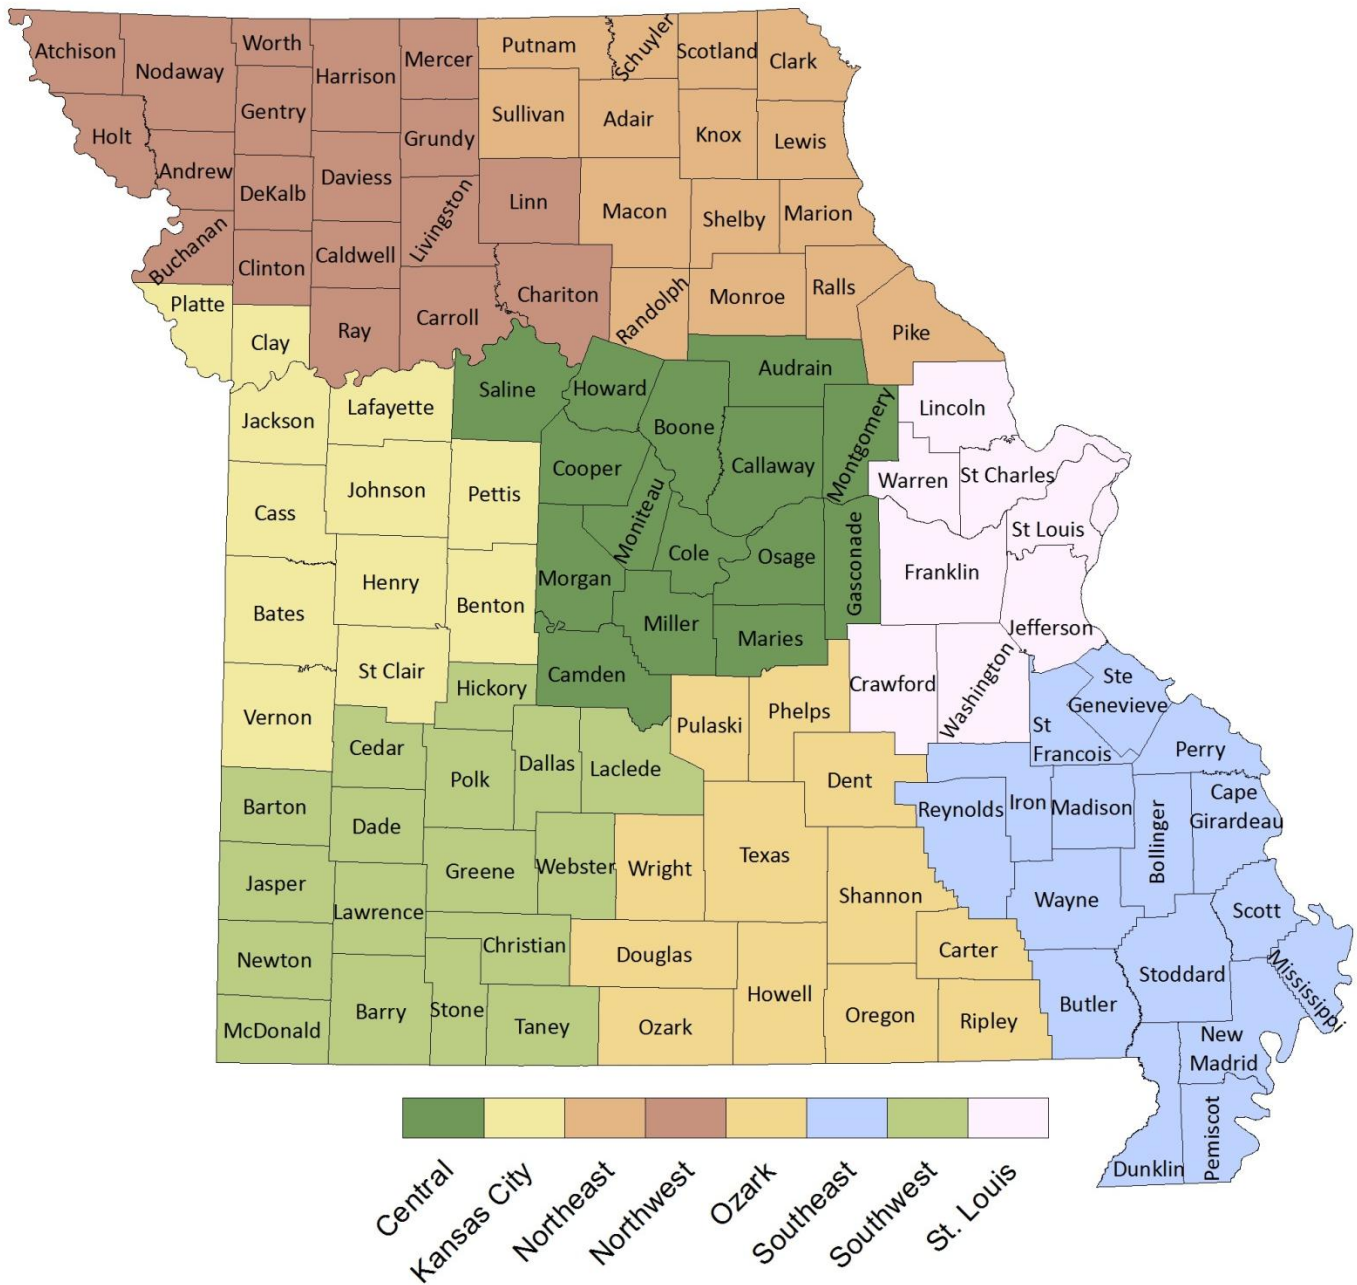 Atchison
Nodaway
Worth
Harrison
Mercer
Putnam
Schuyler
Scotland
Clark
Holt
Gentry
Grundy
Sullivan
Adair
Knox
Lewis
Andrew
DeKalb
Daviess
Livingston
Linn
Macon
Shelby
Marion
Buchanan
Clinton
Caldwell
Chariton
Randolph
Monroe
Ralls
Platte
Clay
Ray
Carroll
Pike
Audrain
Saline
Howard
Lincoln
Jackson
Lafayette
Boone
Montgomery
Callaway
Cooper
Warren
St Charles
Johnson
Pettis
Moniteau
Cass
St Louis
Cole
Osage
Gasconade
Franklin
Henry
Morgan
Benton
Bates
Miller
Maries
Jefferson
St Clair
Hickory
Camden
Crawford
Washington
Ste
Genevieve
Vernon
Pulaski
Phelps
St
Francois
Perry
Cedar
Polk
Dallas
Laclede
Dent
Barton
Dade
Reynolds
Iron
Madison
Bollinger
Cape
Girardeau
Jasper
Greene
Webster
Wright
Texas
Shannon
Wayne
Scott
Lawrence
Christian
Douglas
Carter
Newton
Stoddard
Mississippi
McDonald
Barry
Stone
Taney
Ozark
Howell
Oregon
Ripley
Butler
New
Madrid
Dunklin
Pemiscot
Central
Kansas City
Northeast
Northwest
Ozark
Southeast
Southwest
St. Louis